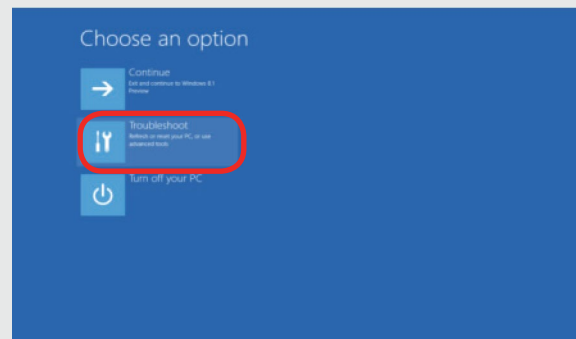 Choose an option
Continue
Exit and continue to Windows 8.1
Preview
Troubleshoot
Refresh or reset your PC, or use
advanced tools
Turn off your PC